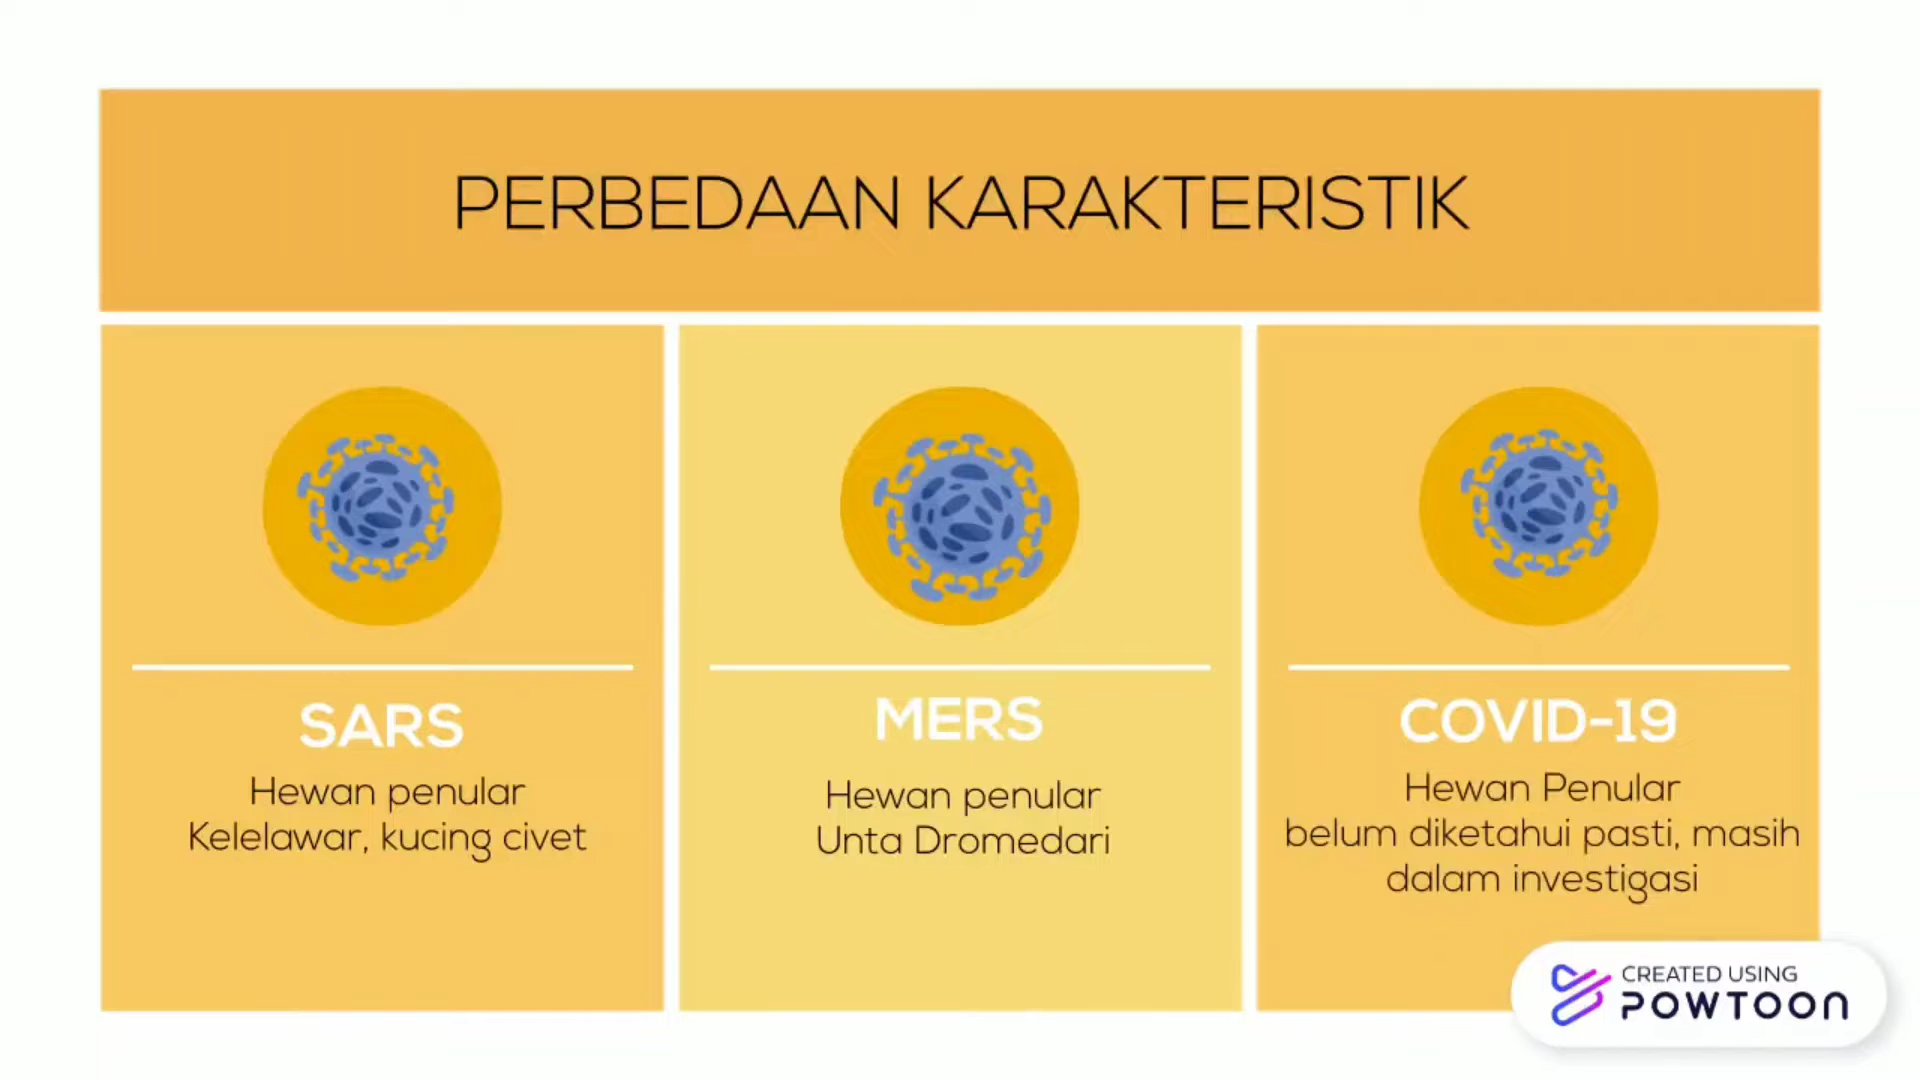 PERBEDAAN KARAKTERISTIK
SARS
Hewan penular
Kelelawar, kucing civet
MERS
Hewan penular
Unta Dromedari
COVID-19
Hewan Penular
belum diketahui pasti, masih
dalam investigasi
CREATED USING
POWTOON